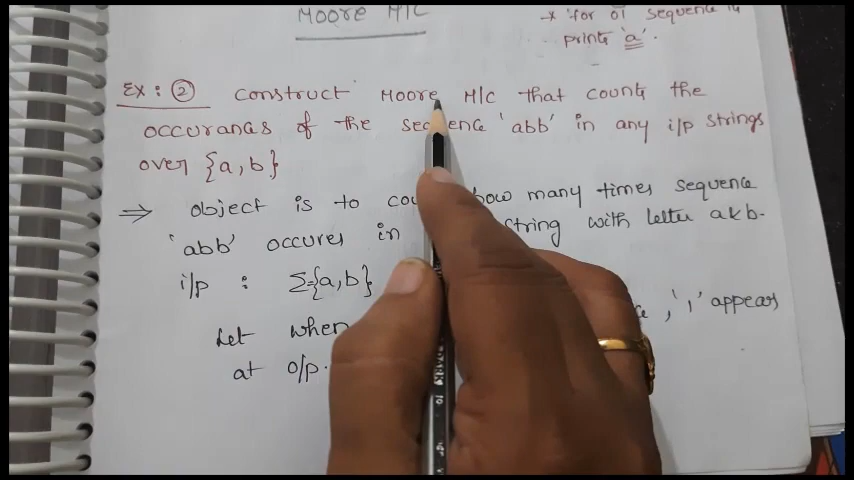 Moore M/C
* for 01 sequence it
prints 'a'.
Ex: ② construct Moore M/C that counts the
occurances of the sequence 'abb' in any i/p strings
over {a, b}
⇒ object is to how many times sequence
'abb' occures in string with letter a & b.
i/p : Σ={a, b}
Let when , '1' appears
at o/p.